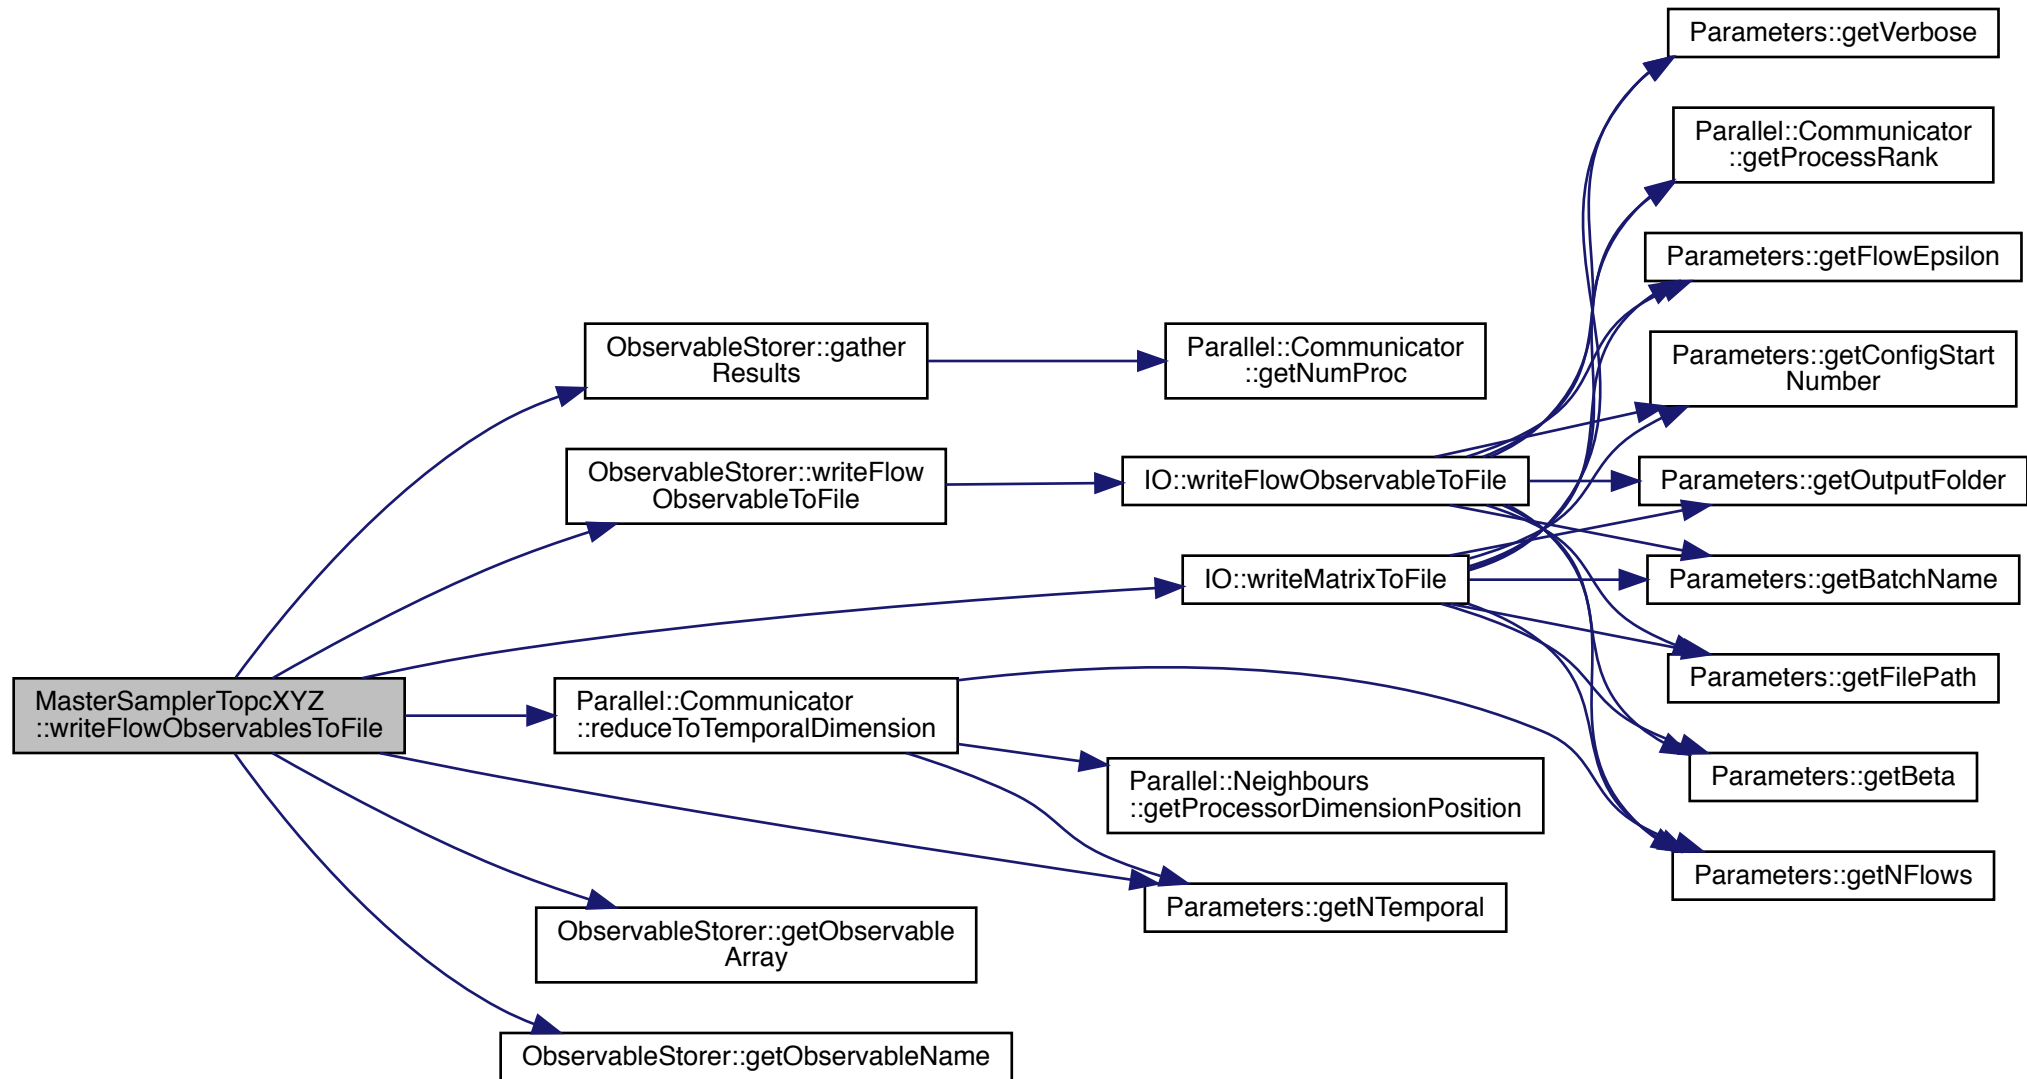 Parameters::getVerbose
Parallel::Communicator
::getProcessRank
Parameters::getFlowEpsilon
ObservableStorer::gather
Results
Parallel::Communicator
::getNumProc
Parameters::getConfigStart
Number
ObservableStorer::writeFlow
ObservableToFile
IO::writeFlowObservableToFile
Parameters::getOutputFolder
IO::writeMatrixToFile
Parameters::getBatchName
Parameters::getFilePath
MasterSamplerTopcXYZ
::writeFlowObservablesToFile
Parallel::Communicator
::reduceToTemporalDimension
Parallel::Neighbours
::getProcessorDimensionPosition
Parameters::getBeta
Parameters::getNFlows
Parameters::getNTemporal
ObservableStorer::getObservable
Array
ObservableStorer::getObservableName